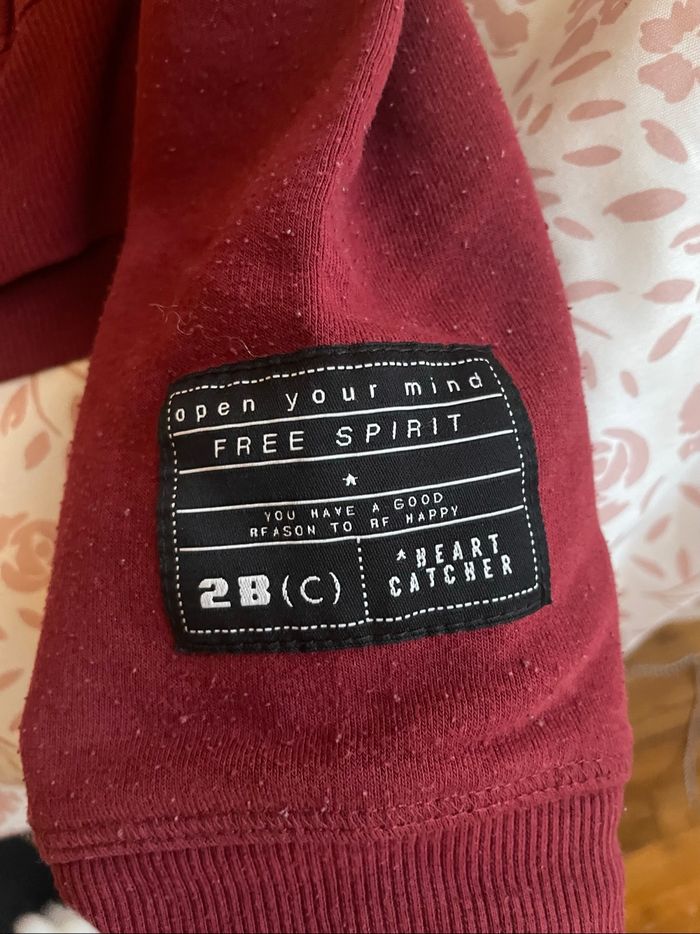 open your mind
FREE SPIRIT
★
YOU HAVE A GOOD
REASON TO BE HAPPY
2B (C)
★HEART
CATCHER